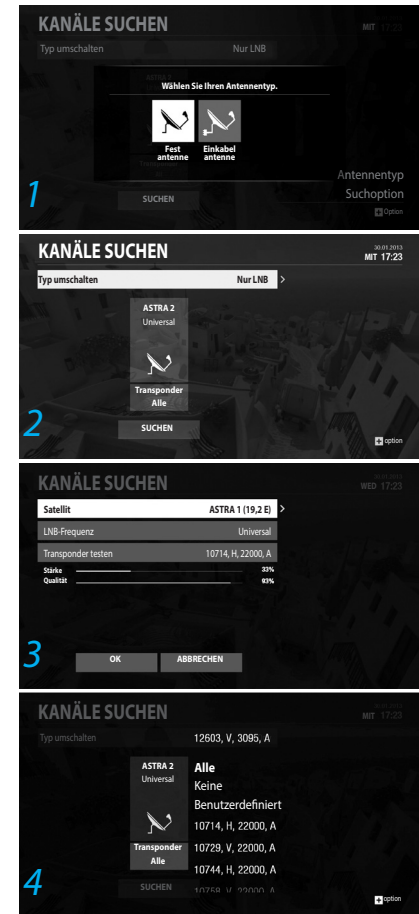 KANÄLE SUCHEN
MIT 17:23
Typ umschalten Nur LNB
ASTRA 2
Wählen Sie Ihren Antennentyp.
Fest
antenne
Einkabel
antenne
Antennentyp
Suchoption
SUCHEN
Option
1
KANÄLE SUCHEN
30.01.2013
MIT 17:23
Typ umschalten Nur LNB >
ASTRA 2
Universal
Transponder
Alle
SUCHEN
option
2
KANÄLE SUCHEN
WED 17:23
Satellit ASTRA 1 (19,2 E) >
LNB-Frequenz Universal
Transponder testen 10714, H, 22000, A
Stärke 33%
Qualität 93%
OK ABBRECHEN
3
KANÄLE SUCHEN
MIT 17:23
Typ umschalten 12603, V, 3095, A
ASTRA 2
Universal
Transponder
Alle
SUCHEN
Alle
Keine
Benutzerdefiniert
10714, H, 22000, A
10729, V, 22000, A
10744, H, 22000, A
10758, V, 22000, A
option
4